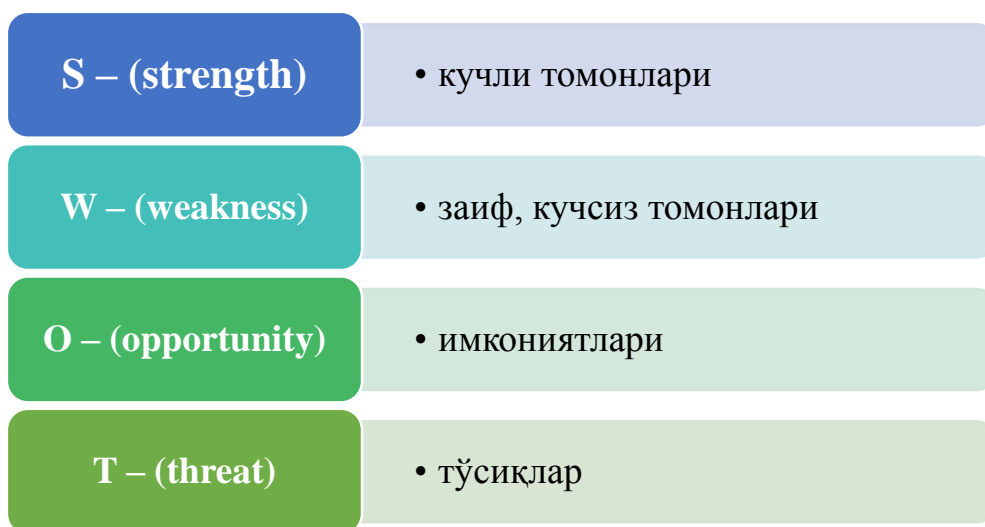 S – (strength)
• кучли томонлари
W – (weakness)
• заиф, кучсиз томонлари
O – (opportunity)
• имкониятлари
T – (threat)
• тўсиқлар